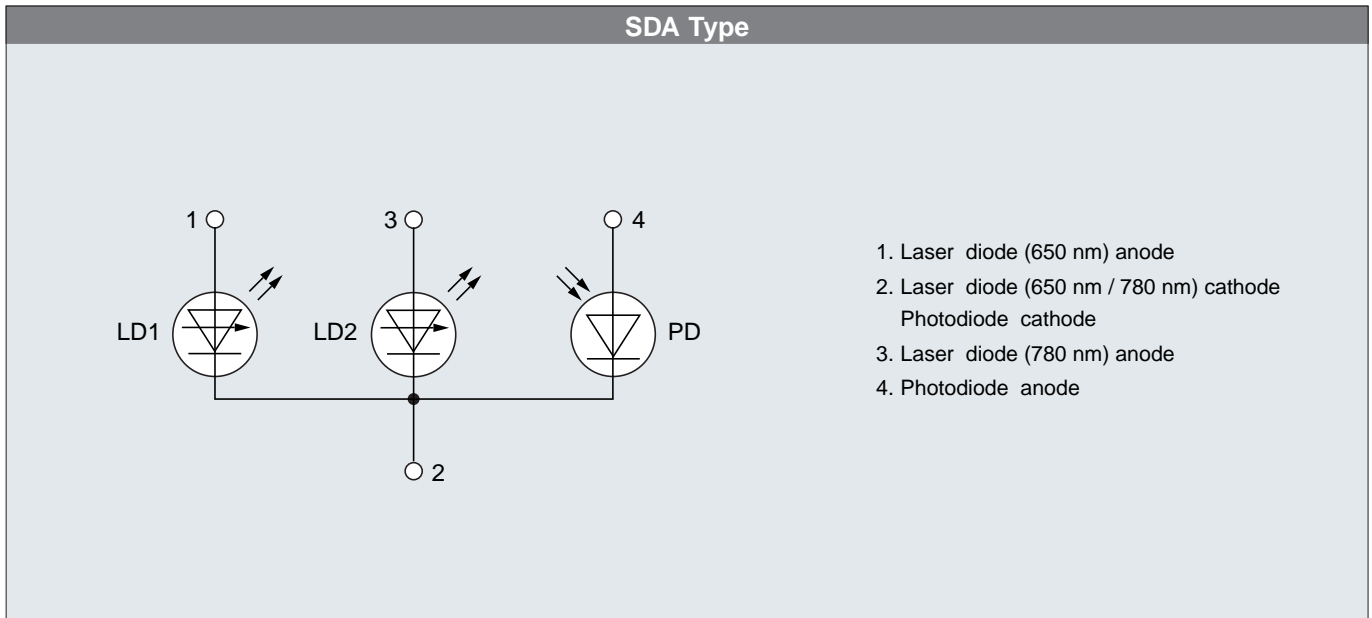 SDA Type
1
3
4
LD1
LD2
PD
2
1. Laser diode (650 nm) anode
2. Laser diode (650 nm / 780 nm) cathode
Photodiode cathode
3. Laser diode (780 nm) anode
4. Photodiode anode